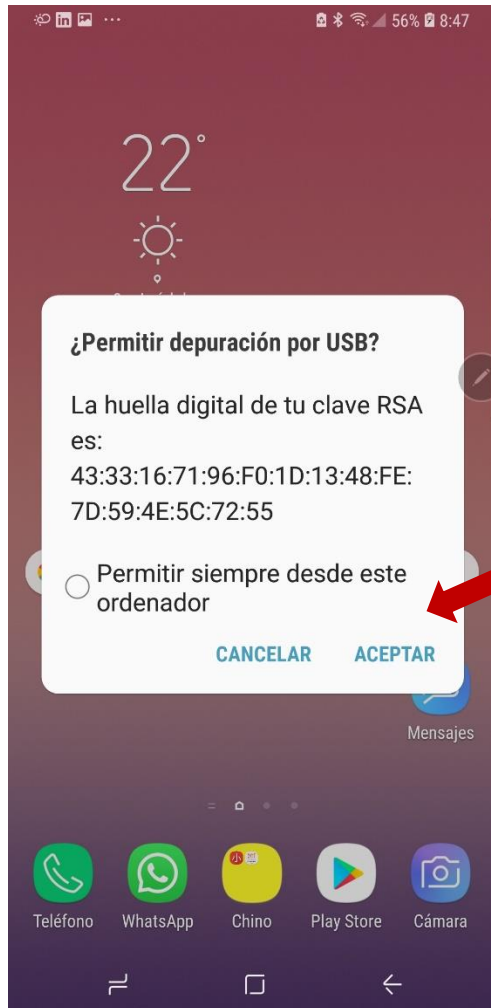 in ... 56% 8:47
22°
¿Permitir depuración por USB?
La huella digital de tu clave RSA
es:
43:33:16:71:96:F0:1D:13:48:FE:
7D:59:4E:5C:72:55
Permitir siempre desde este
ordenador
CANCELAR ACEPTAR
Mensajes
Teléfono WhatsApp Chino Play Store Cámara